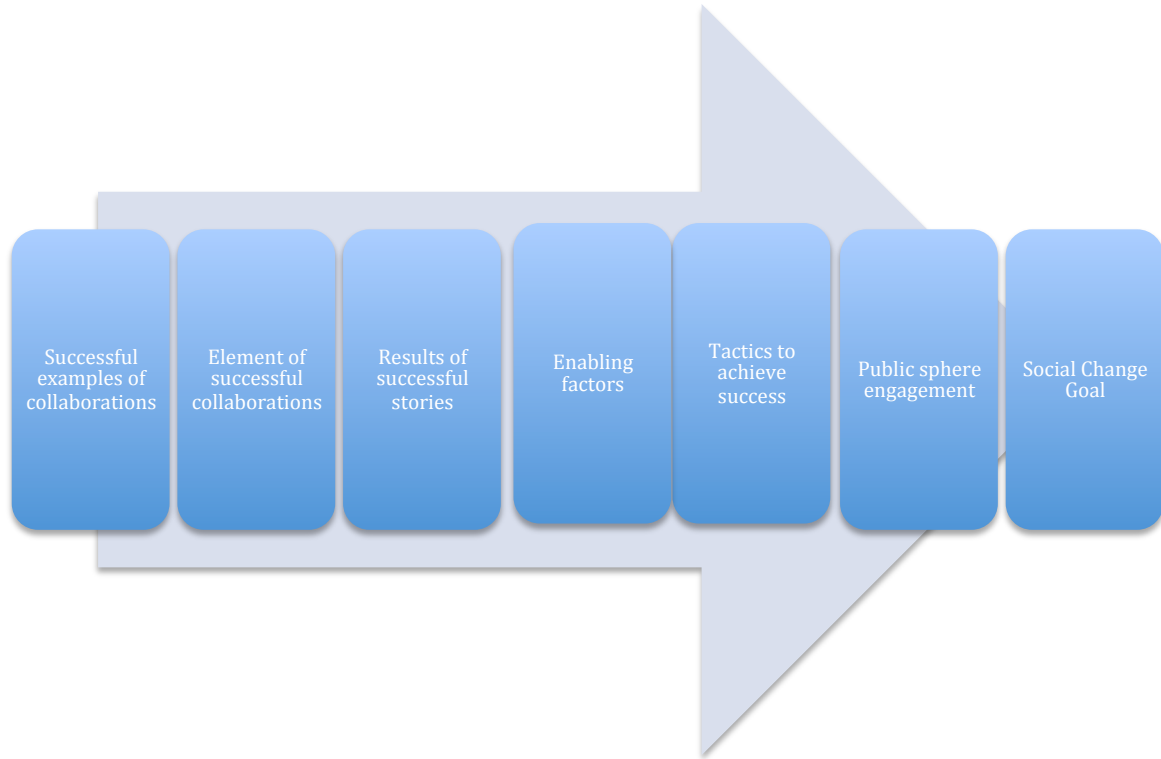 Successful
examples of
collaborations
Element of
successful
collaborations
Results of
successful
stories
Enabling
factors
Tactics to
achieve
success
Public sphere
engagement
Social Change
Goal